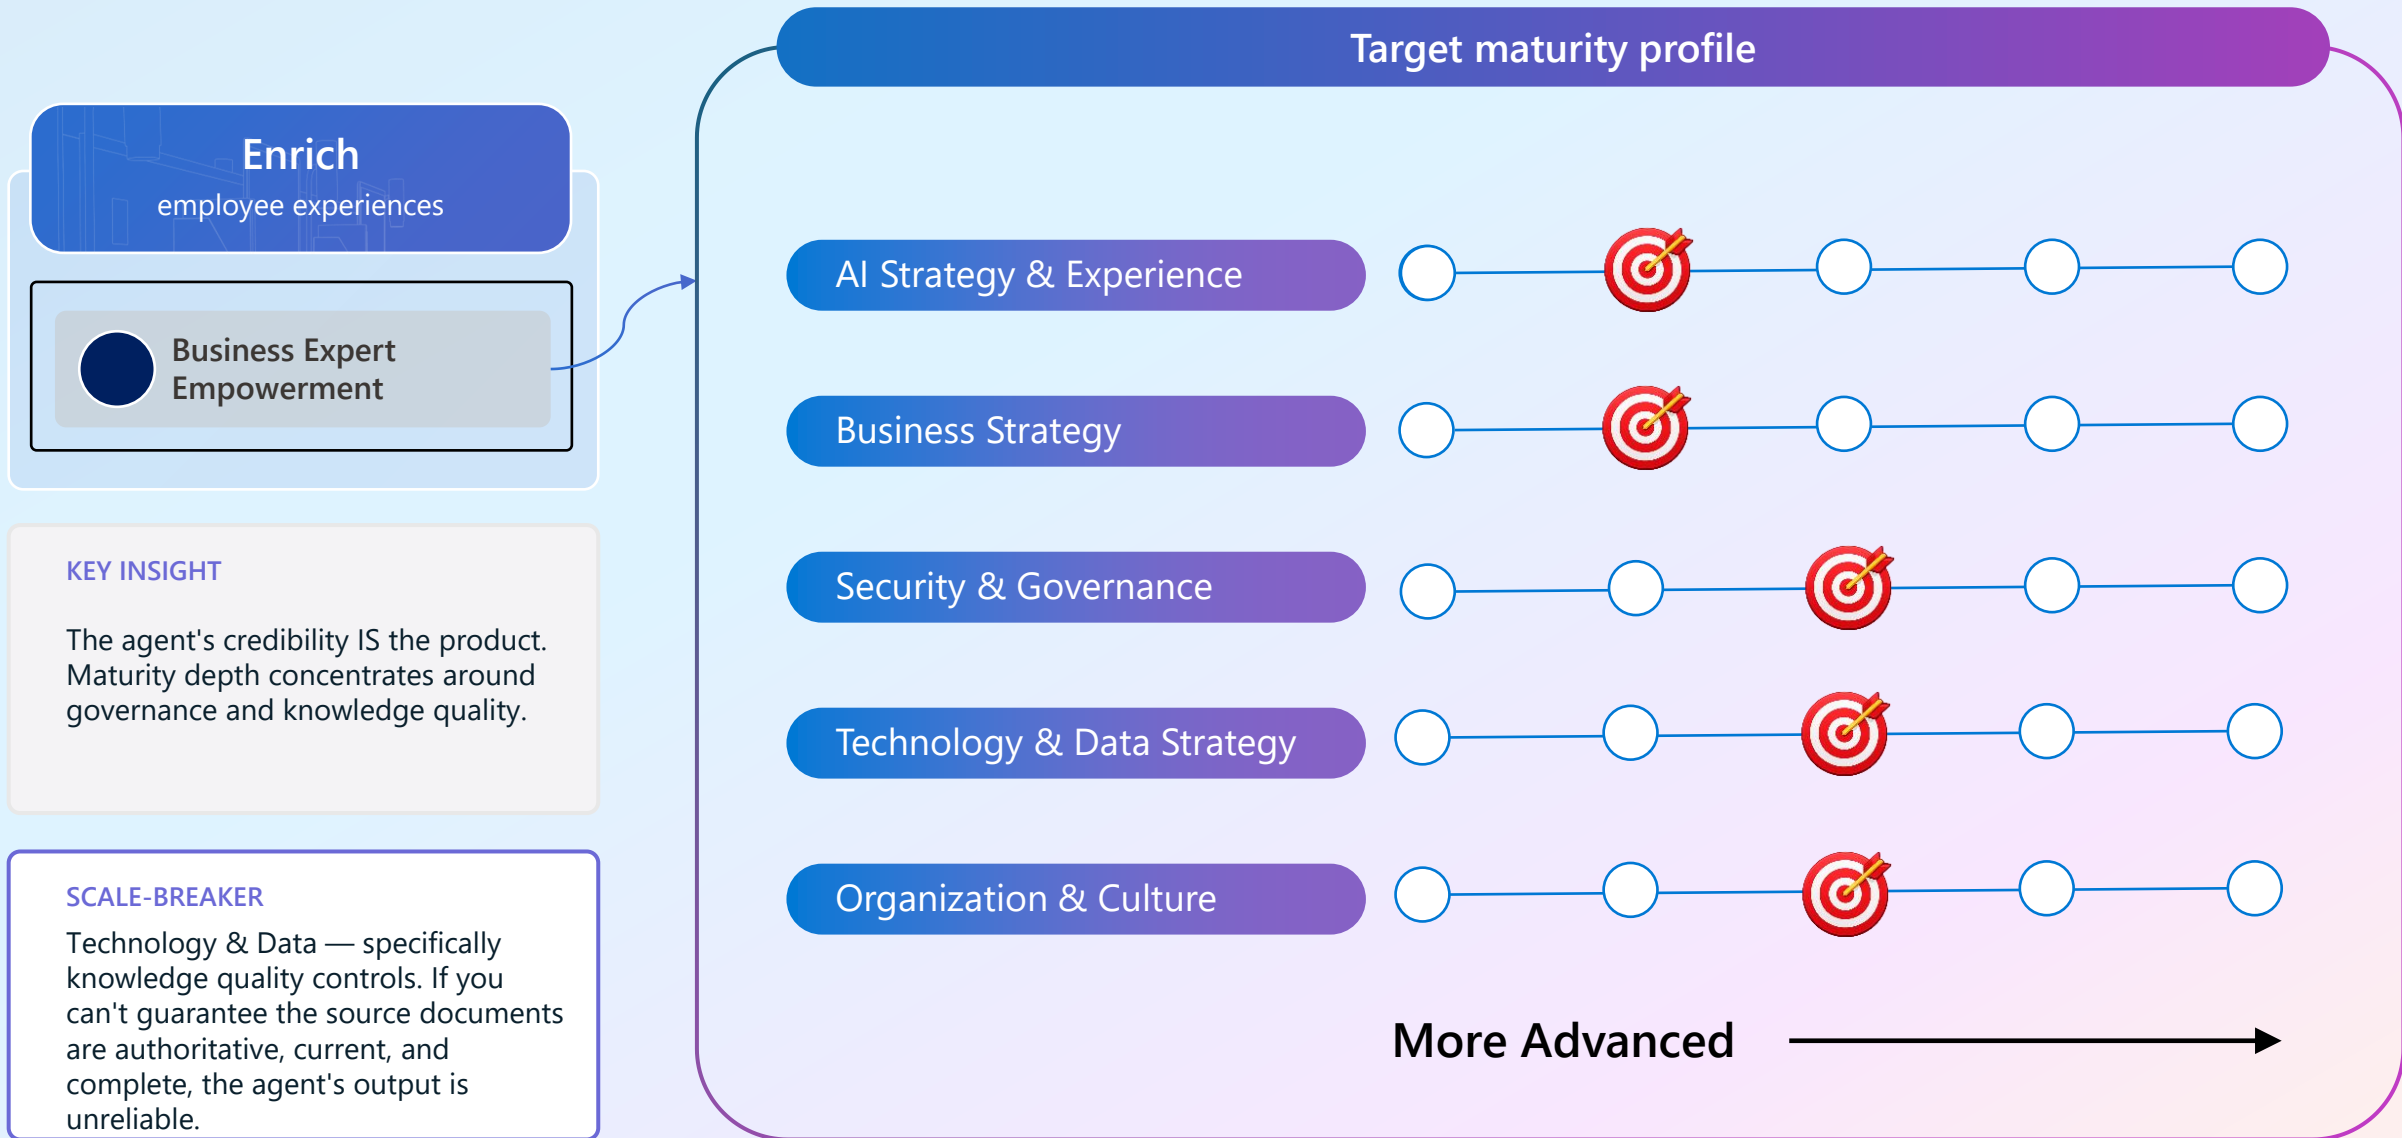 Target maturity profile
Enrich
employee experiences
Business Expert
Empowerment
KEY INSIGHT
The agent's credibility IS the product.
Maturity depth concentrates around
governance and knowledge quality.
SCALE-BREAKER
Technology & Data — specifically
knowledge quality controls. If you
can't guarantee the source documents
are authoritative, current, and
complete, the agent's output is
unreliable.
AI Strategy & Experience
Business Strategy
Security & Governance
Technology & Data Strategy
Organization & Culture
More Advanced